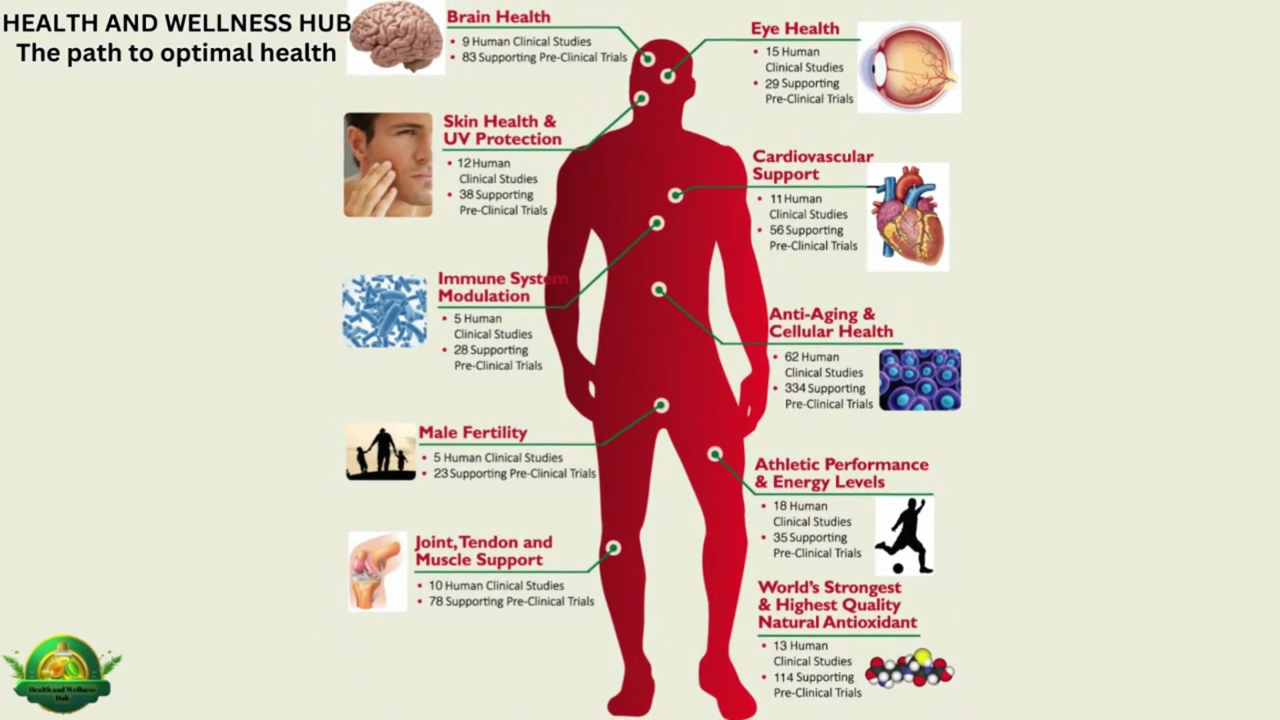 HEALTH AND WELLNESS HUB
The path to optimal health
Brain Health
• 9 Human Clinical Studies
• 83 Supporting Pre-Clinical Trials
Eye Health
• 15 Human
Clinical Studies
• 29 Supporting
Pre-Clinical Trials
Skin Health &
UV Protection
• 12 Human
Clinical Studies
• 38 Supporting
Pre-Clinical Trials
Cardiovascular
Support
• 11 Human
Clinical Studies
• 56 Supporting
Pre-Clinical Trials
Immune System
Modulation
• 5 Human
Clinical Studies
• 28 Supporting
Pre-Clinical Trials
Anti-Aging &
Cellular Health
• 62 Human
Clinical Studies
• 334 Supporting
Pre-Clinical Trials
Male Fertility
• 5 Human Clinical Studies
• 23 Supporting Pre-Clinical Trials
Athletic Performance
& Energy Levels
• 18 Human
Clinical Studies
• 35 Supporting
Pre-Clinical Trials
Joint, Tendon and
Muscle Support
• 10 Human Clinical Studies
• 78 Supporting Pre-Clinical Trials
World's Strongest
& Highest Quality
Natural Antioxidant
• 13 Human
Clinical Studies
• 114 Supporting
Pre-Clinical Trials
Health and Wellness
Hub